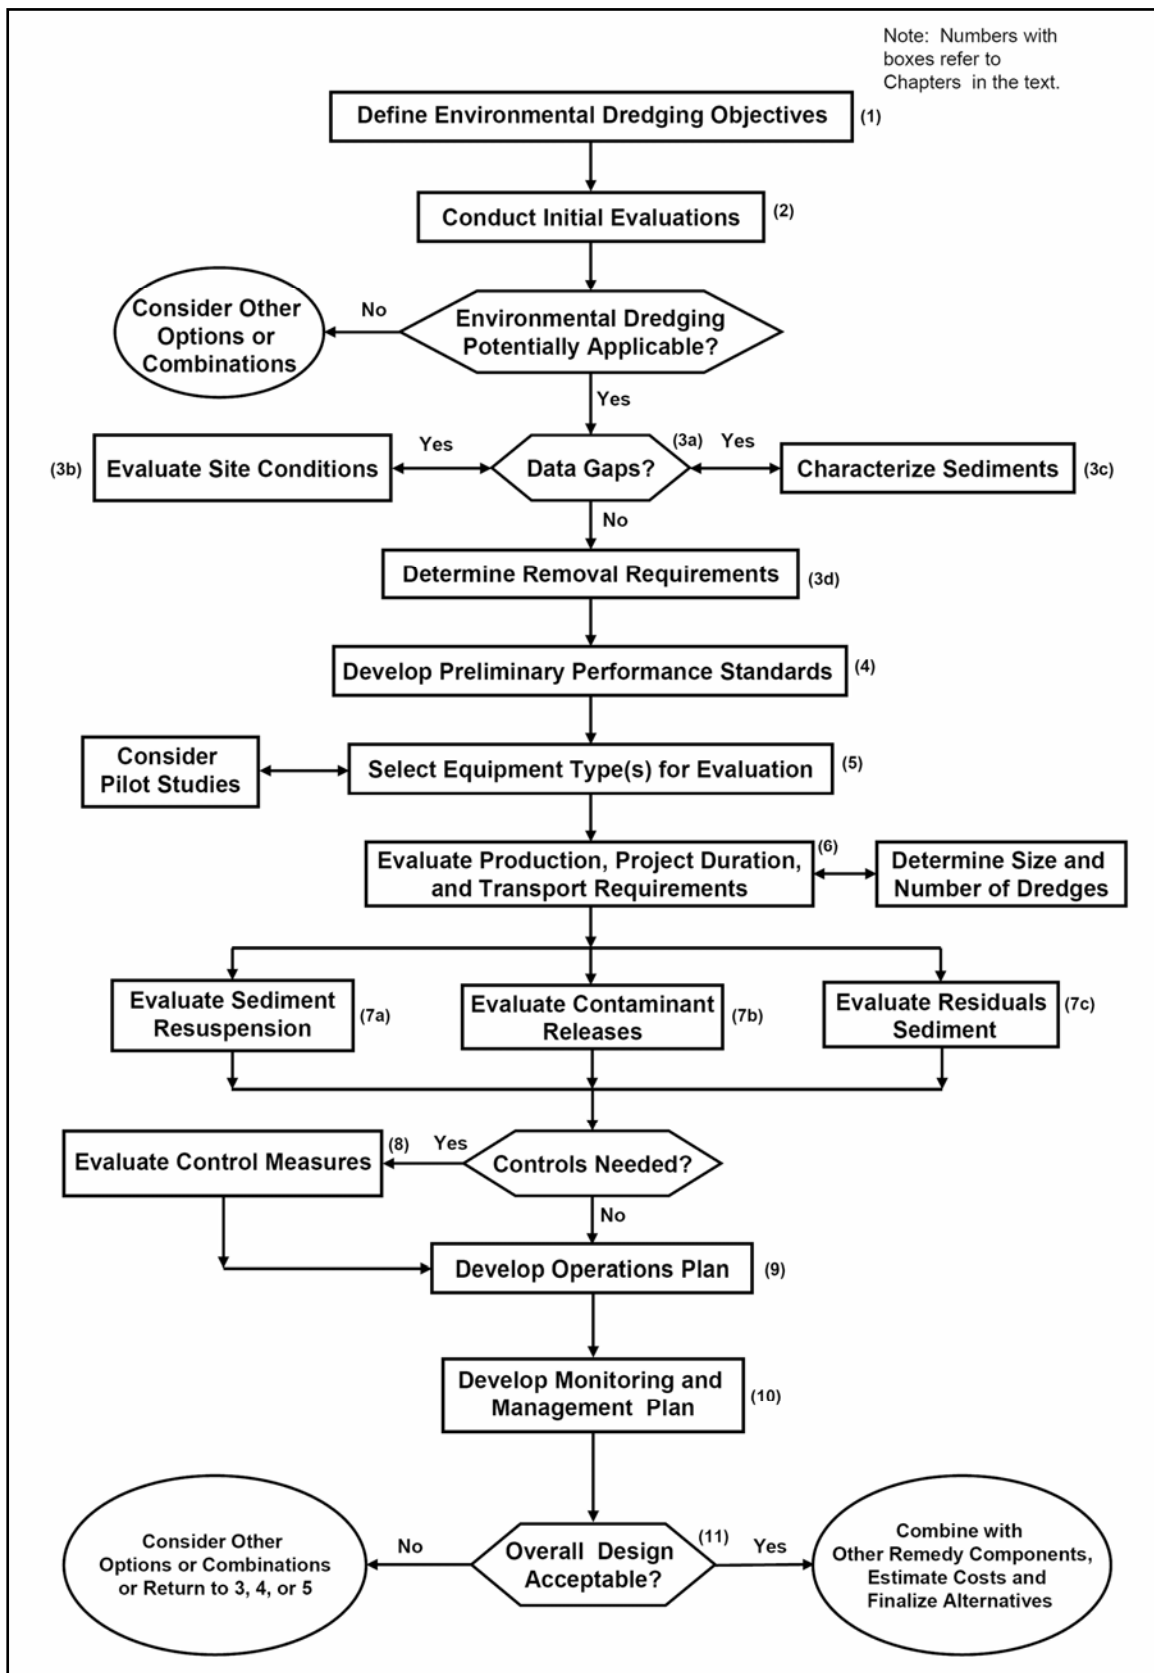 Note: Numbers with
boxes refer to
Chapters in the text.
Define Environmental Dredging Objectives
(1)
Conduct Initial Evaluations
(2)
Consider Other
Options or
Combinations
No
Environmental Dredging
Potentially Applicable?
Yes
(3b)
Evaluate Site Conditions
Yes
Data Gaps?
(3a)
Yes
Characterize Sediments
(3c)
No
Determine Removal Requirements
(3d)
Develop Preliminary Performance Standards
(4)
Consider
Pilot Studies
Select Equipment Type(s) for Evaluation
(5)
Evaluate Production, Project Duration,
and Transport Requirements
(6)
Determine Size and
Number of Dredges
Evaluate Sediment
Resuspension
(7a)
Evaluate Contaminant
Releases
(7b)
Evaluate Residuals
Sediment
(7c)
Evaluate Control Measures
(8)
Yes
Controls Needed?
No
Develop Operations Plan
(9)
Develop Monitoring and
Management Plan
(10)
Consider Other
Options or Combinations
or Return to 3, 4, or 5
No
Overall Design
Acceptable?
(11)
Yes
Combine with
Other Remedy Components,
Estimate Costs and
Finalize Alternatives